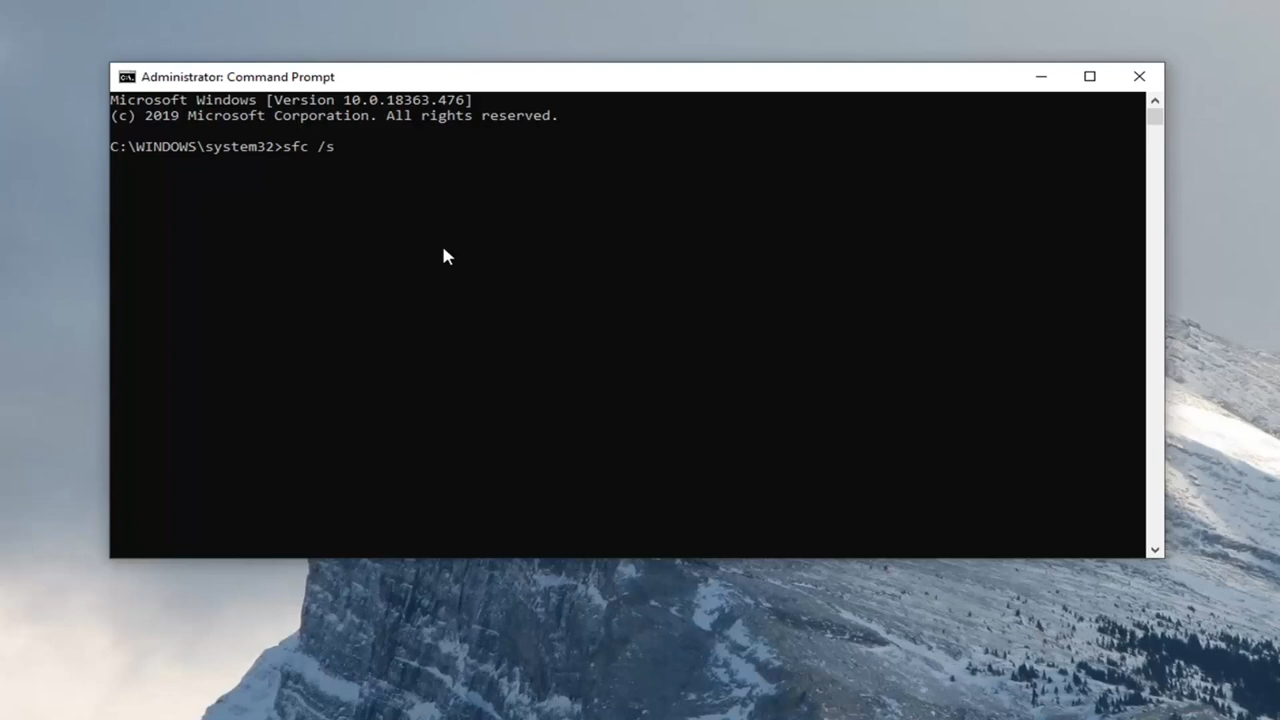 Administrator: Command Prompt
Microsoft Windows [Version 10.0.18363.476]
(c) 2019 Microsoft Corporation. All rights reserved.
C:\WINDOWS\system32>sfc /s